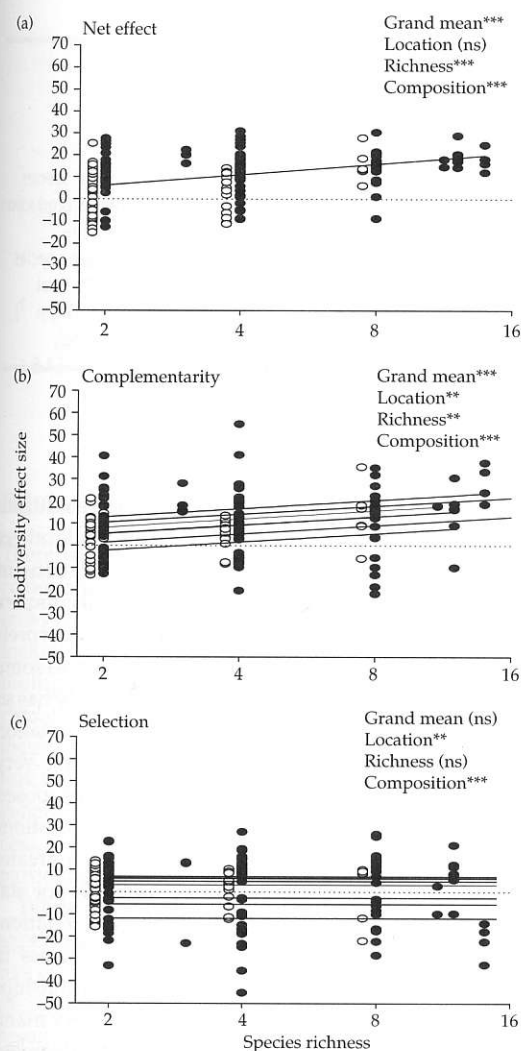 (a)
Net effect
Grand mean***
Location (ns)
Richness***
Composition***
70
60
50
40
30
20
10
0
–10
–20
–30
–40
–50
2
4
8
16
(b)
Complementarity
Grand mean***
Location**
Richness**
Composition***
Biodiversity effect size
70
60
50
40
30
20
10
0
–10
–20
–30
–40
–50
2
4
8
16
(c)
Selection
Grand mean (ns)
Location**
Richness (ns)
Composition***
70
60
50
40
30
20
10
0
–10
–20
–30
–40
–50
2
4
8
16
Species richness